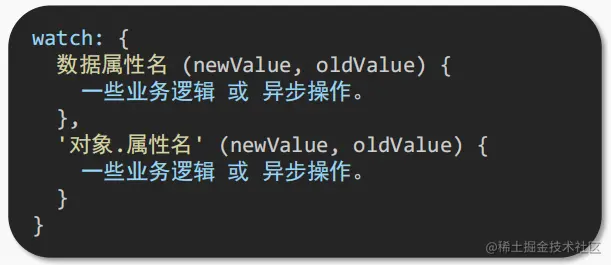 watch: {
数据属性名 (newValue, oldValue) {
一些业务逻辑 或 异步操作。
},
'对象.属性名' (newValue, oldValue) {
一些业务逻辑 或 异步操作。
}
}
@稀土掘金技术社区